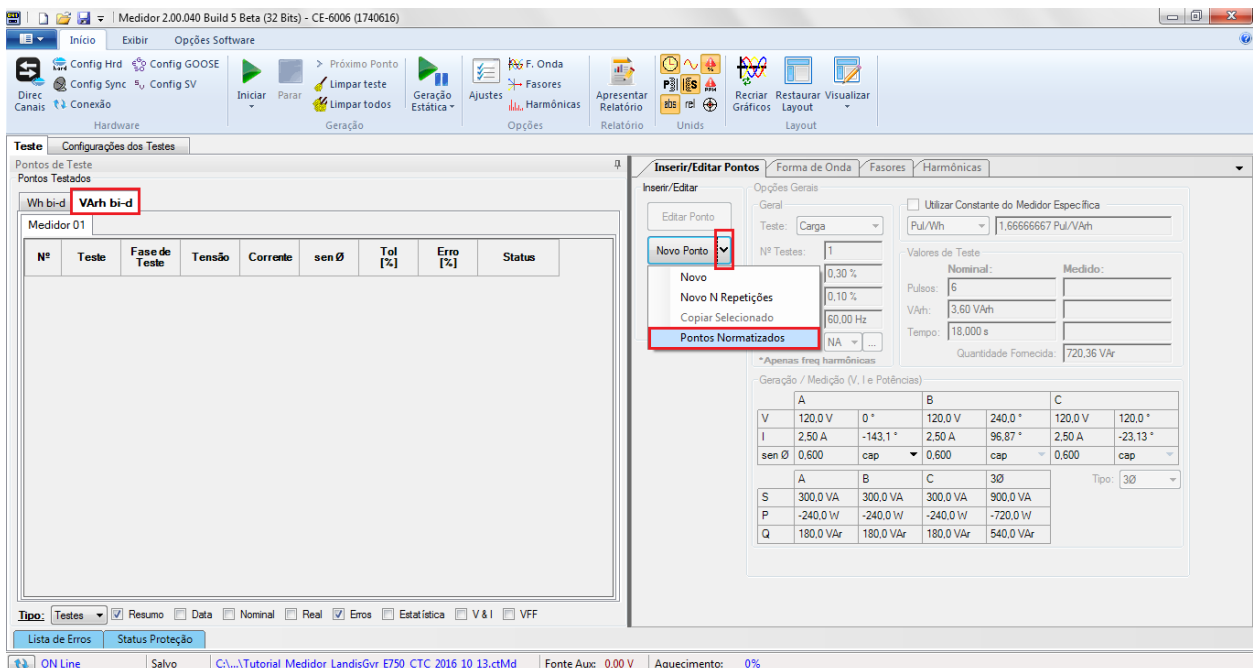 Medidor 2.00.040 Build 5 Beta (32 Bits) - CE-6006 (1740616)
Início Exibir Opções Software
Direc Canais
Config Hrd
Config Sync
Conexão
Config GOOSE
Config SV
Hardware
Iniciar
Parar
> Próximo Ponto
Limpar teste
Limpar todos
Geração Estática
Geração
Ajustes
F. Onda
Fasores
Harmônicas
Opções
Apresentar Relatório
Relatório
abs rel
Unids
Recriar Gráficos
Restaurar Layout
Visualizar
Layout
Teste Configurações dos Testes
Pontos de Teste
Pontos Testados
Wh bi-d VArh bi-d
Medidor 01
Nº Teste Fase de Teste Tensão Corrente sen Ø Tol [%] Erro [%] Status
Tipo: Testes Resumo Data Nominal Real Erros Estatística V & I VFF
Lista de Erros Status Proteção
Inserir/Editar Pontos Forma de Onda Fasores Harmônicas
Inserir/Editar
Editar Ponto
Novo Ponto
Novo
Novo N Repetições
Copiar Selecionado
Pontos Normatizados
Opções Gerais
Geral
Teste: Carga
Nº Testes: 1
0,30 %
0,10 %
60,00 Hz
NA ...
*Apenas freq harmônicas
Utilizar Constante do Medidor Específica
Pul/Wh 1,66666667 Pul/VArh
Valores de Teste
Nominal: Medido:
Pulsos: 6
VArh: 3,60 VArh
Tempo: 18,000 s
Quantidade Fornecida: 720,36 VAr
Geração / Medição (V, I e Potências)
A B C
V 120,0 V 0 ° 120,0 V 240,0 ° 120,0 V 120,0 °
I 2,50 A -143,1 ° 2,50 A 96,87 ° 2,50 A -23,13 °
sen Ø 0,600 cap 0,600 cap 0,600 cap
A B C 3Ø Tipo: 3Ø
S 300,0 VA 300,0 VA 300,0 VA 900,0 VA
P -240,0 W -240,0 W -240,0 W -720,0 W
Q 180,0 VAr 180,0 VAr 180,0 VAr 540,0 VAr
ON Line Salvo C:\...\Tutorial Medidor LandisGyr E750 CTC 2016 10 13.ctMd Fonte Aux: 0.00 V Aquecimento: 0%